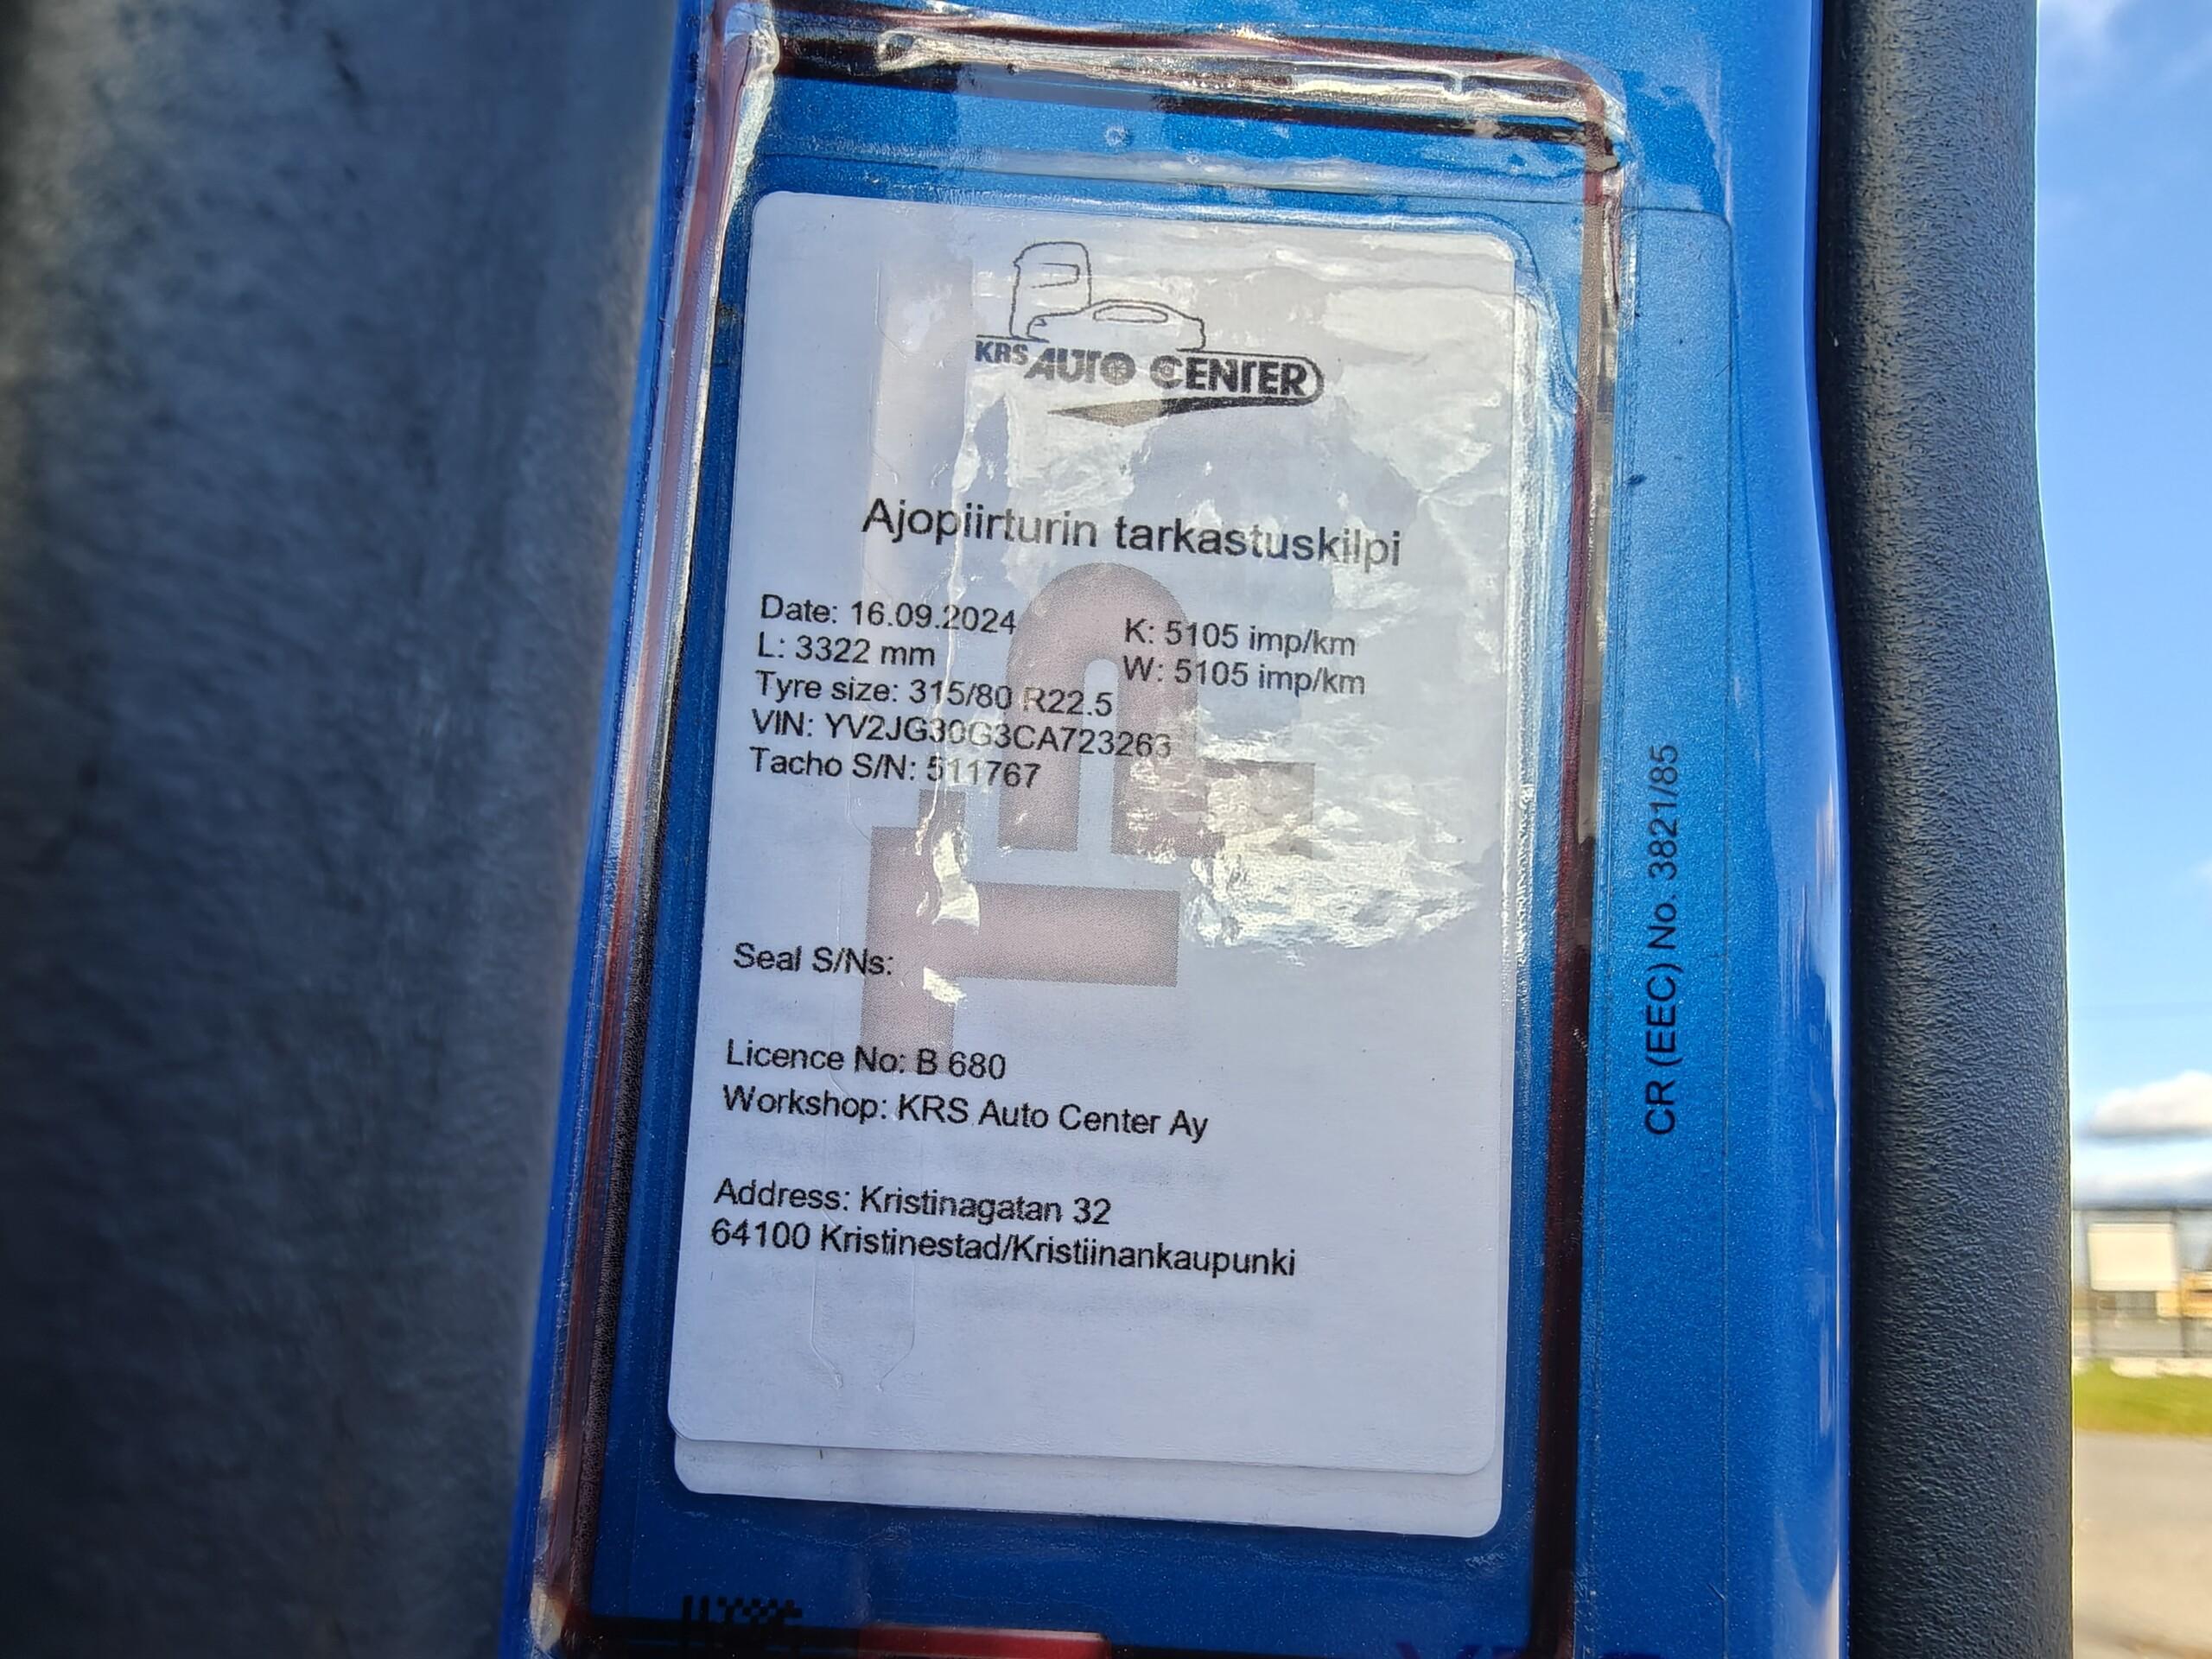 KRS AUTO CENTER
Ajopiirturin tarkastuskilpi
Date: 16.09.2024
K: 5105 imp/km
L: 3322 mm
W: 5105 imp/km
Tyre size: 315/80 R22.5
VIN: YV2JG30G3CA723263
Tacho S/N: 511767
Seal S/Ns:
Licence No: B 680
Workshop: KRS Auto Center Ay
Address: Kristinagatan 32
64100 Kristinestad/Kristiinankaupunki
CR (EEC) No. 3821/85